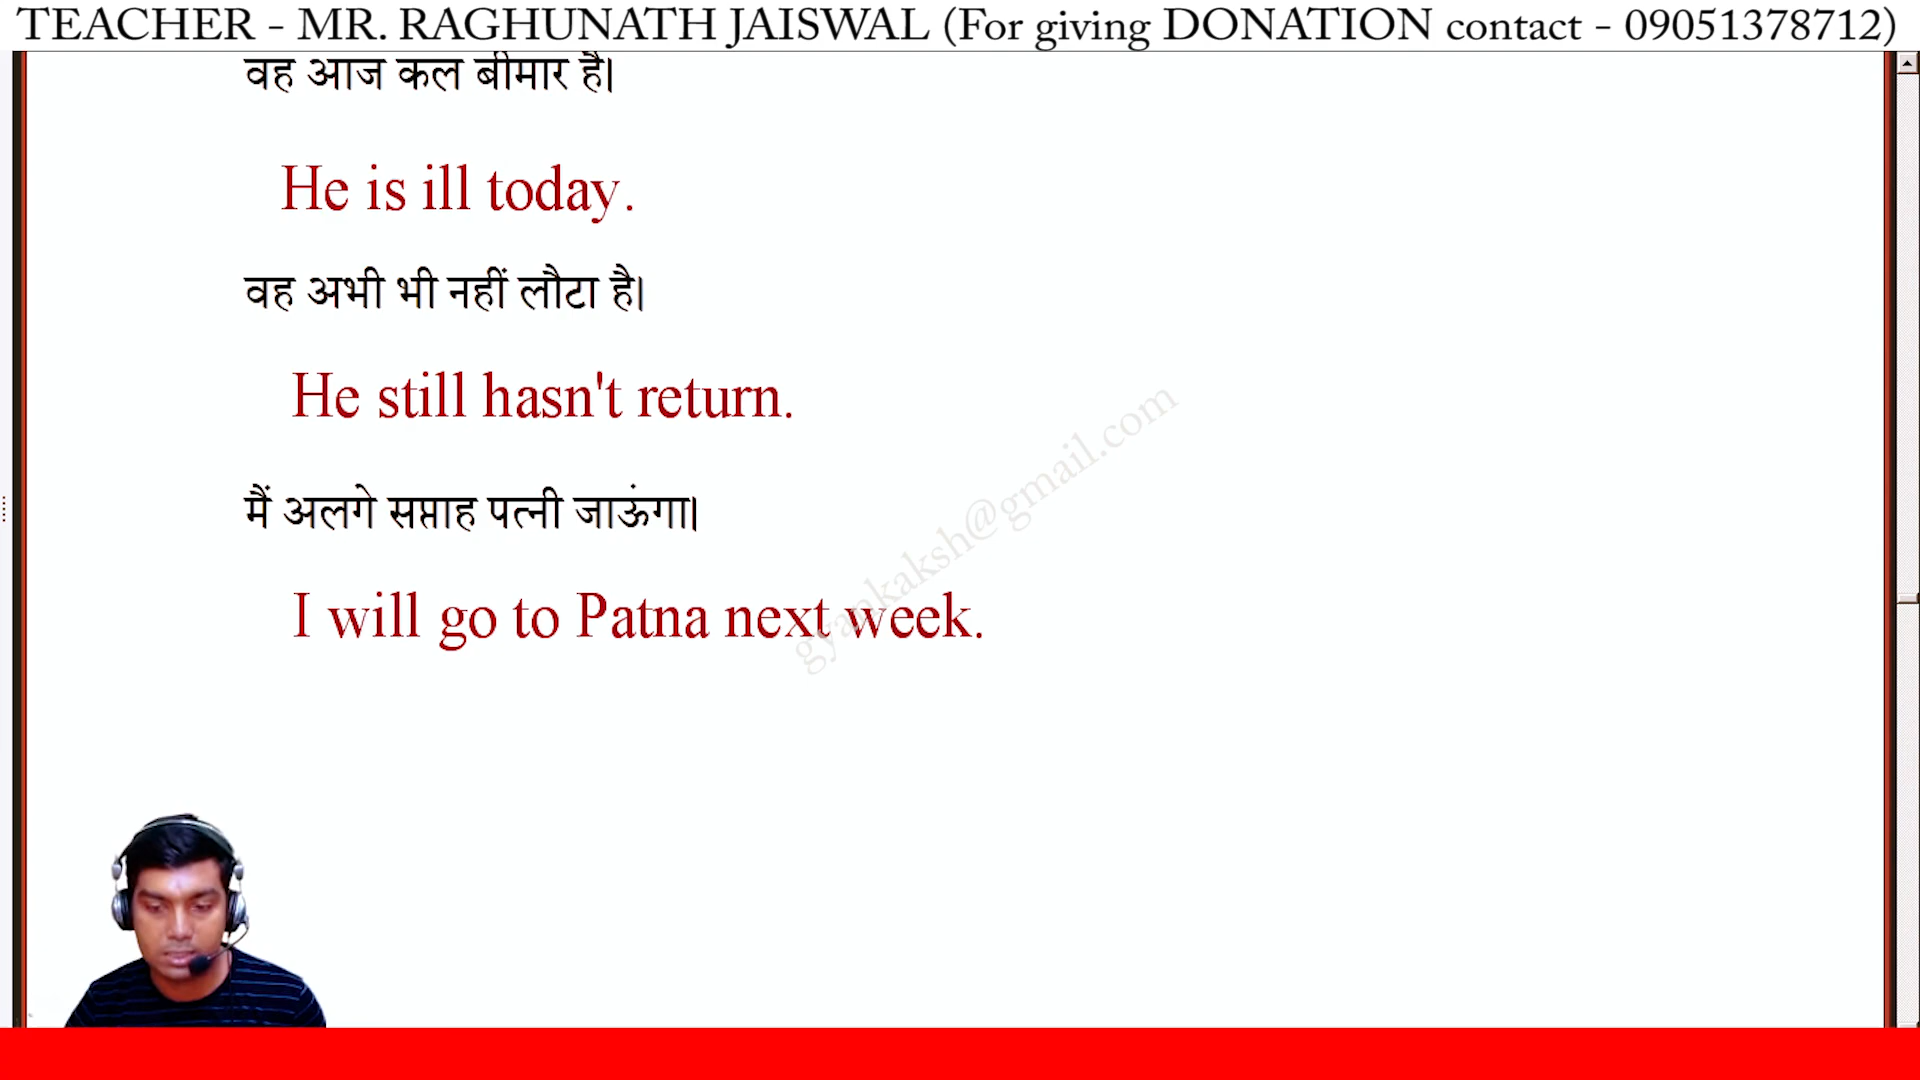 TEACHER - MR. RAGHUNATH JAISWAL (For giving DONATION contact - 09051378712)
वह आज कल बीमार है।
He is ill today.
वह अभी भी नहीं लौटा है।
He still hasn't return.
मैं अलगे सप्ताह पत्नी जाऊंगा।
I will go to Patna next week.
gyankaksh@gmail.com